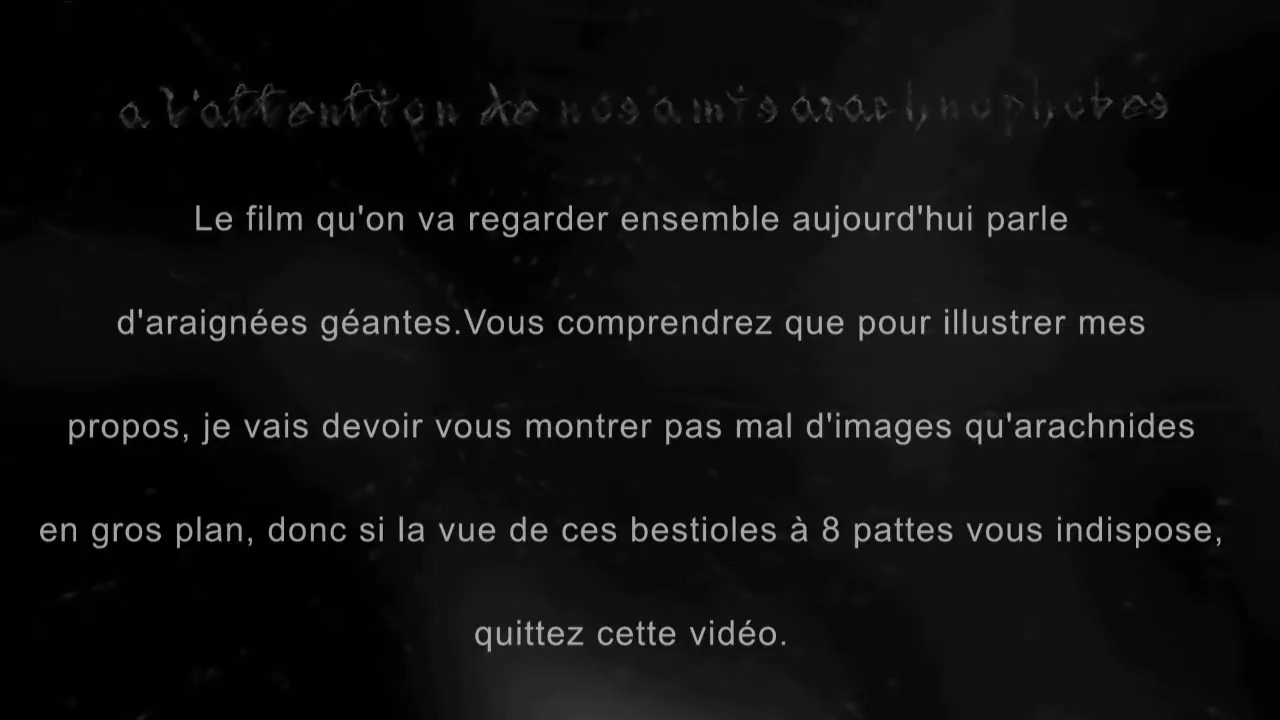 a l'attention de nos amis arachnophobes
Le film qu'on va regarder ensemble aujourd'hui parle
d'araignées géantes.Vous comprendrez que pour illustrer mes
propos, je vais devoir vous montrer pas mal d'images qu'arachnides
en gros plan, donc si la vue de ces bestioles à 8 pattes vous indispose,
quittez cette vidéo.